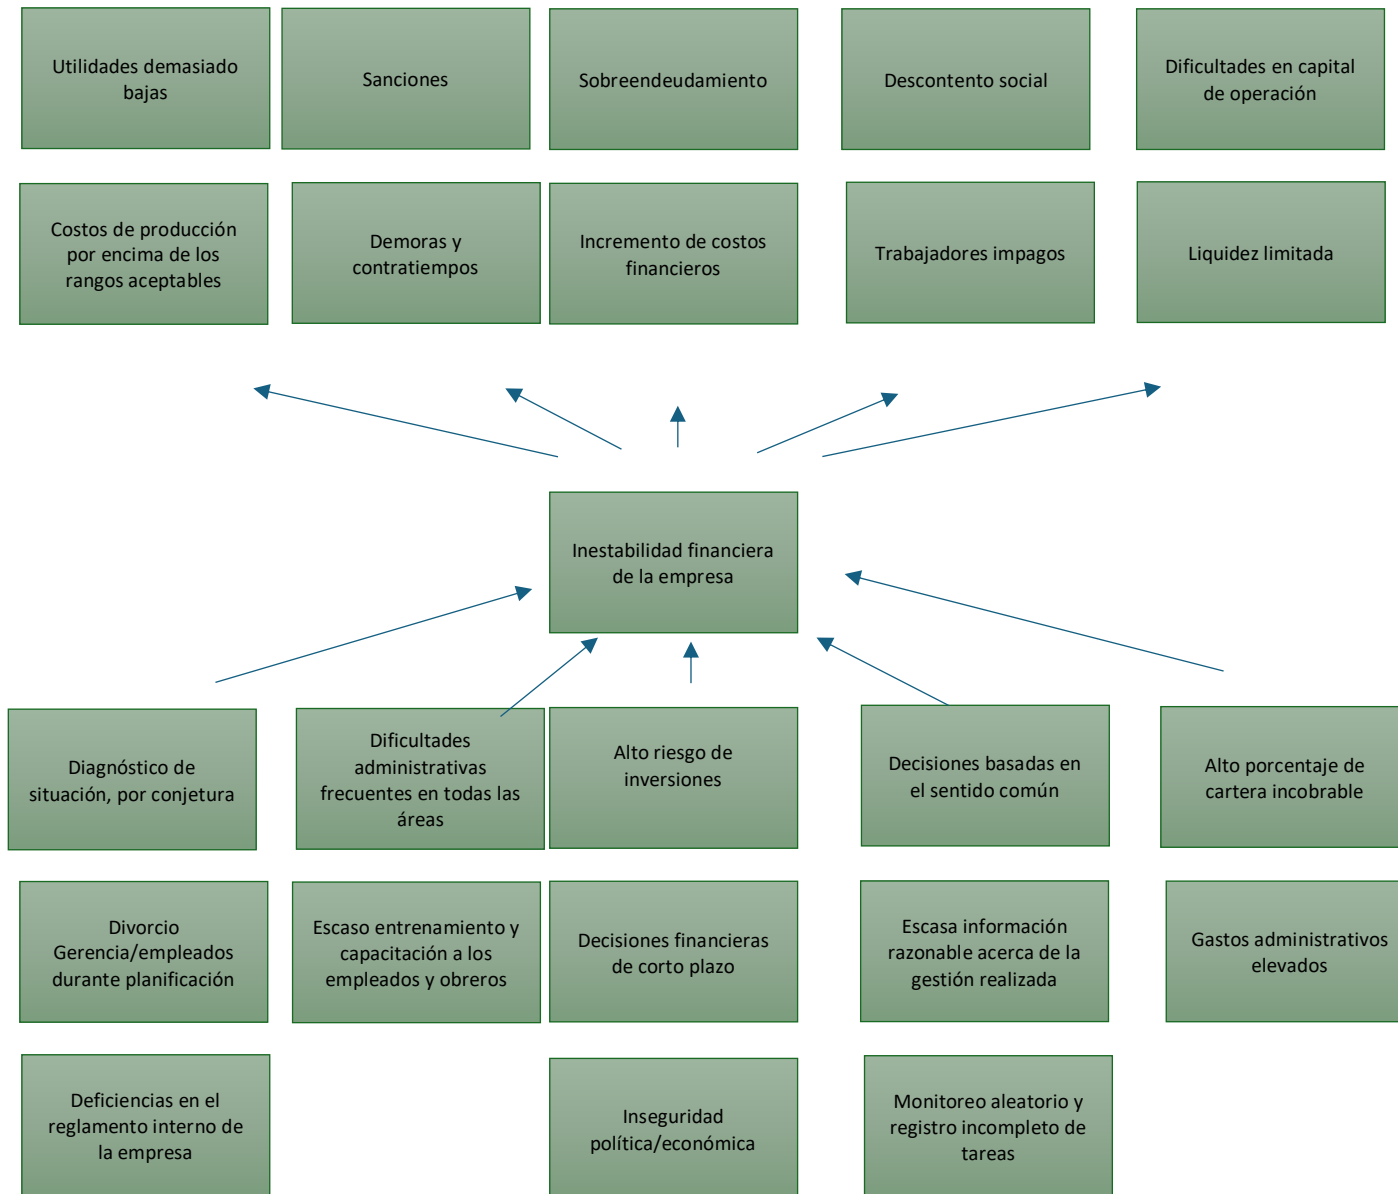 Utilidades demasiado
bajas
Sanciones
Sobreendeudamiento
Descontento social
Dificultades en capital
de operación
Costos de producción
por encima de los
rangos aceptables
Demoras y
contratiempos
Incremento de costos
financieros
Trabajadores impagos
Liquidez limitada
Inestabilidad financiera
de la empresa
Diagnóstico de
situación, por conjetura
Dificultades
administrativas
frecuentes en todas las
áreas
Alto riesgo de
inversiones
Decisiones basadas en
el sentido común
Alto porcentaje de
cartera incobrable
Divorcio
Gerencia/empleados
durante planificación
Escaso entrenamiento y
capacitación a los
empleados y obreros
Decisiones financieras
de corto plazo
Escasa información
razonable acerca de la
gestión realizada
Gastos administrativos
elevados
Deficiencias en el
reglamento interno de
la empresa
Inseguridad
política/económica
Monitoreo aleatorio y
registro incompleto de
tareas